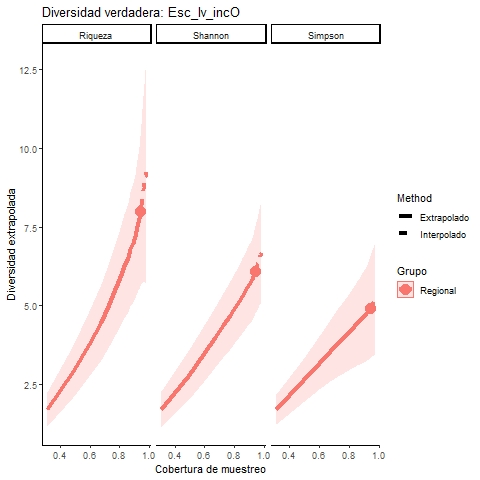 Diversidad verdadera: Esc_lv_incO
Riqueza
Shannon
Simpson
Diversidad extrapolada
12.5
10.0
7.5
5.0
2.5
0.4 0.6 0.8 1.0
0.4 0.6 0.8 1.0
0.4 0.6 0.8 1.0
Cobertura de muestreo
Method
Extrapolado
Interpolado
Grupo
Regional